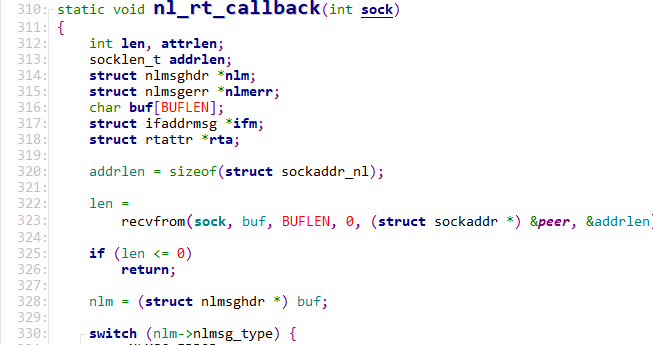 310: static void nl_rt_callback(int sock)
311: {
312: int len, attrlen;
313: socklen_t addrlen;
314: struct nlmsghdr *nlm;
315: struct nlmsgerr *nlmerr;
316: char buf[BUFLEN];
317: struct ifaddrmsg *ifm;
318: struct rtattr *rta;
319:
320: addrlen = sizeof(struct sockaddr_nl);
321:
322: len =
323: recvfrom(sock, buf, BUFLEN, 0, (struct sockaddr *) &peer, &addrlen)
324:
325: if (len <= 0)
326: return;
327:
328: nlm = (struct nlmsghdr *) buf;
329:
330: switch (nlm->nlmsg_type) {